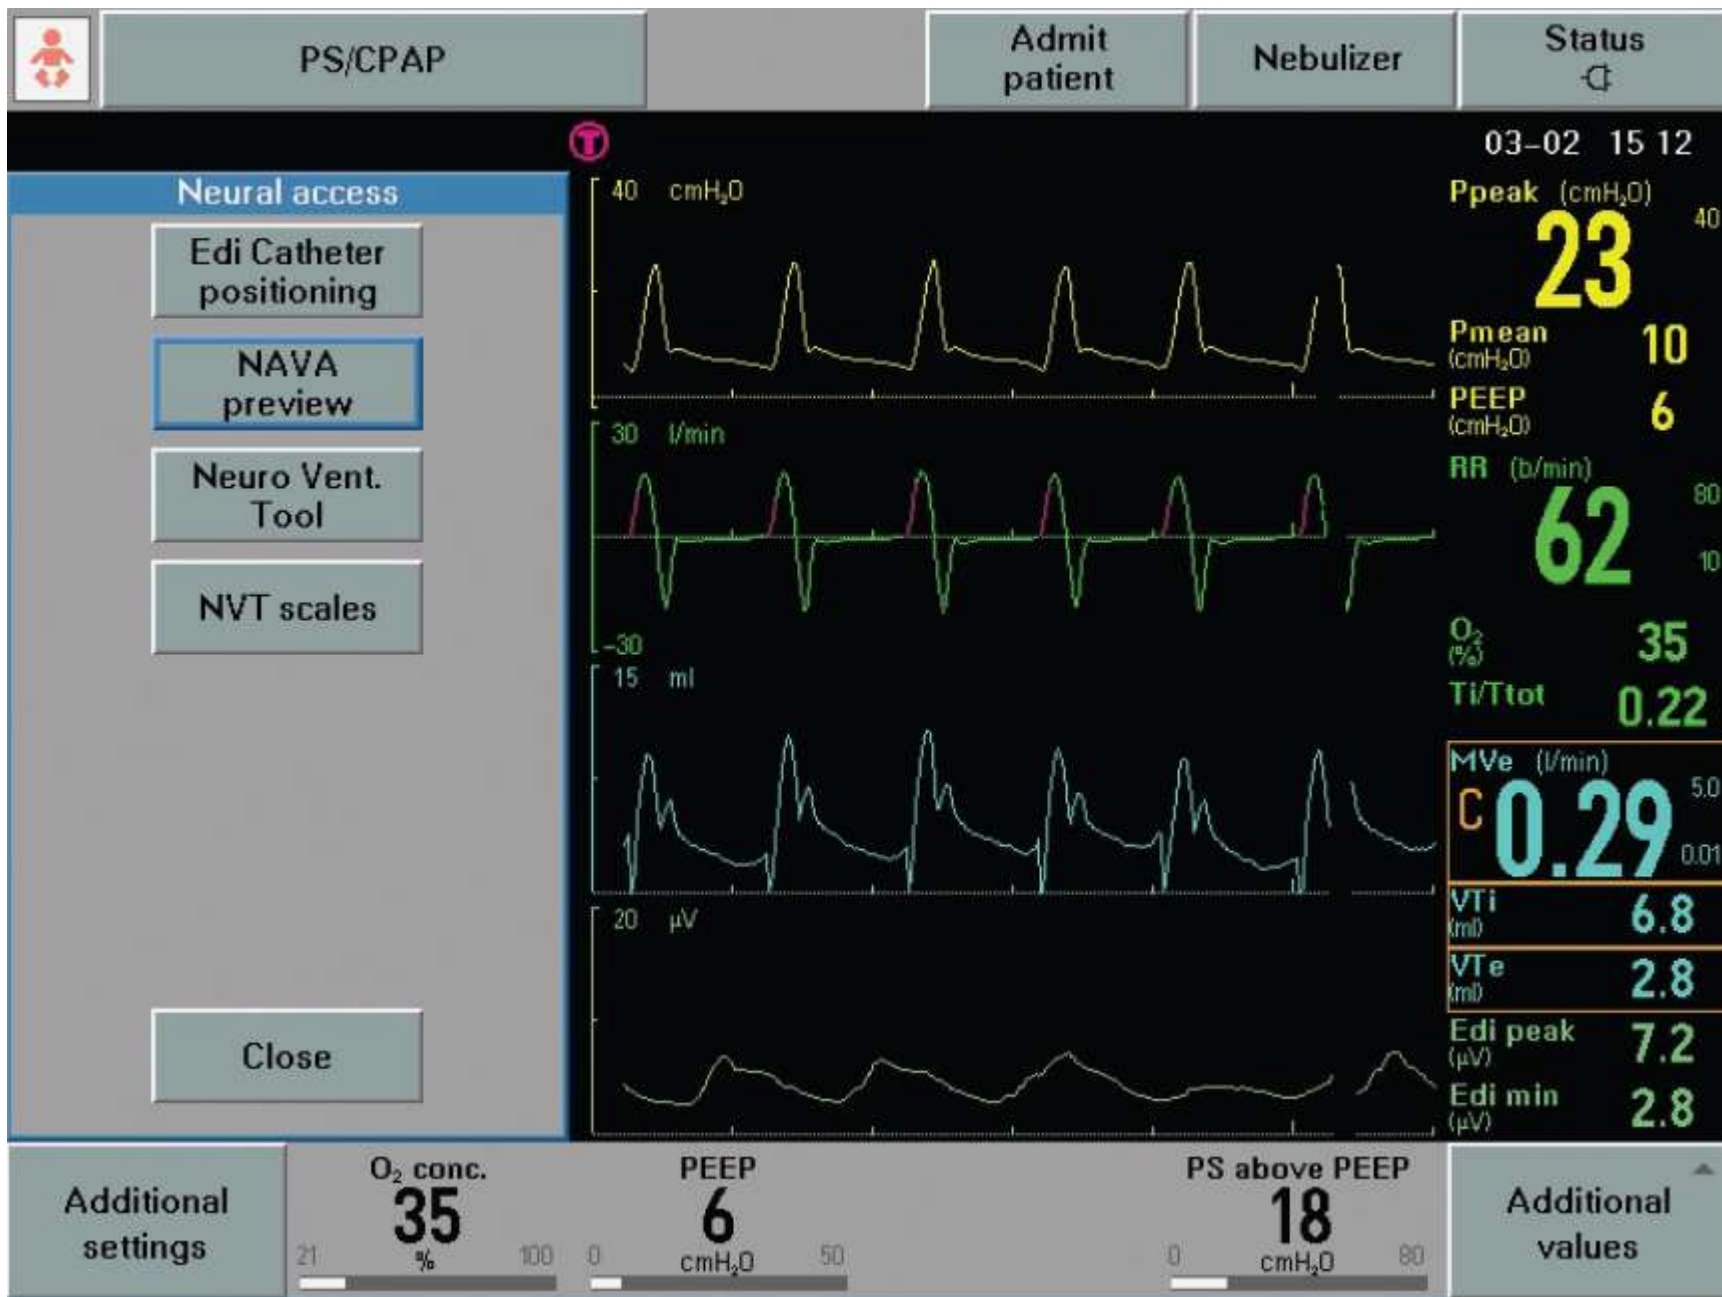 PS/CPAP
Admit
patient
Nebulizer
Status
T
03-02 15 12
Neural access
Edi Catheter
positioning
NAVA
preview
Neuro Vent.
Tool
NVT scales
Close
40 cmH₂O
30 l/min
-30
15 ml
20 µV
Ppeak (cmH₂O)
40
23
Pmean
(cmH₂O)
10
PEEP
(cmH₂O)
6
RR (b/min)
80
62
10
O₂
(%)
35
Ti/Ttot
0.22
MVe (l/min)
C 0.29
5.0
0.01
VTi
(ml)
6.8
VTe
(ml)
2.8
Edi peak
(µV)
7.2
Edi min
(µV)
2.8
Additional
settings
O₂ conc.
35
21 % 100
PEEP
6
0 cmH₂O 50
PS above PEEP
18
0 cmH₂O 80
Additional
values